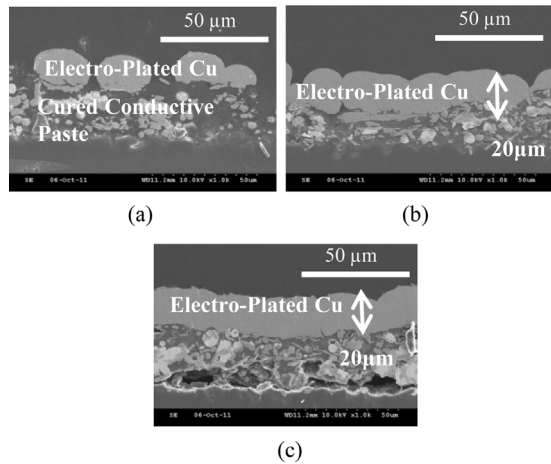 50 µm
Electro-Plated Cu
Cured Conductive
Paste
SE 06-Oct-11 WD11.2mm 10.0kV x1.0k 50um
(a)
50 µm
Electro-Plated Cu
20µm
SE 06-Oct-11 WD11.2mm 10.0kV x1.0k 50um
(b)
50 µm
Electro-Plated Cu
20µm
SE 06-Oct-11 WD11.2mm 10.0kV x1.0k 50um
(c)